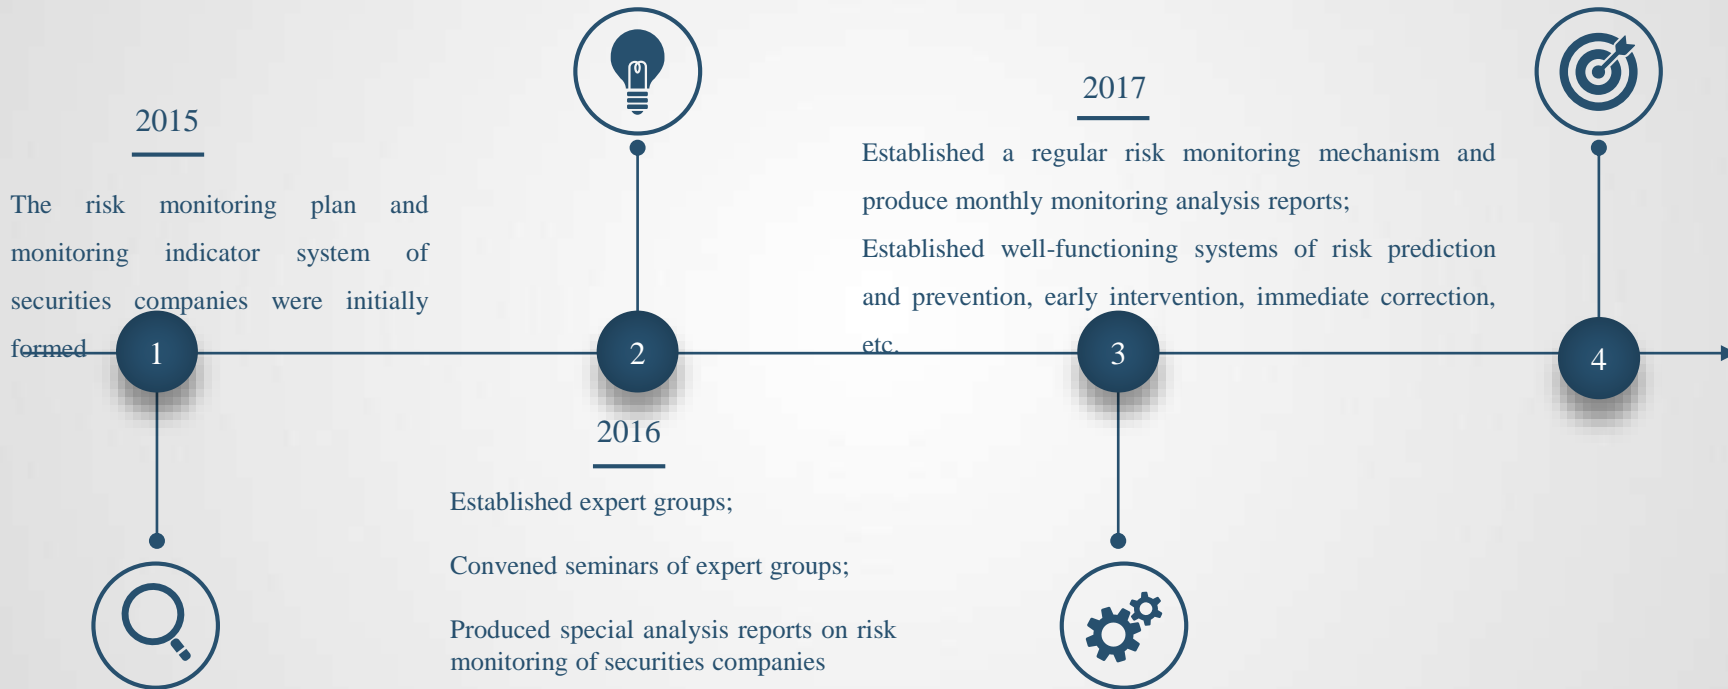 2015
The risk monitoring plan and
monitoring indicator system of
securities companies were initially
formed
1
2
2016
Established expert groups;
Convened seminars of expert groups;
Produced special analysis reports on risk
monitoring of securities companies
2017
Established a regular risk monitoring mechanism and
produce monthly monitoring analysis reports;
Established well-functioning systems of risk prediction
and prevention, early intervention, immediate correction,
etc.
3
4